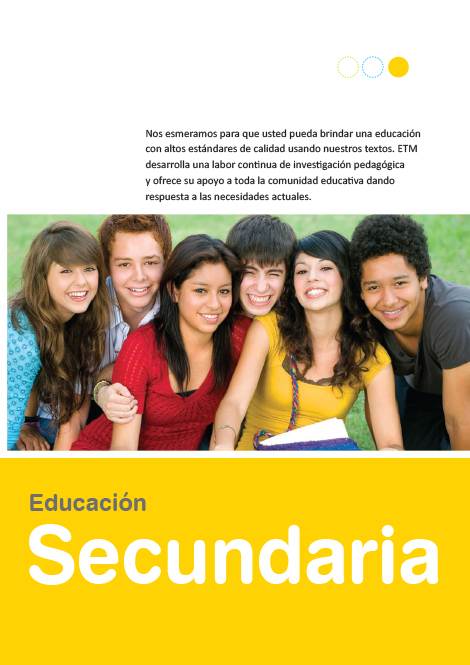 Nos esmeramos para que usted pueda brindar una educación
con altos estándares de calidad usando nuestros textos. ETM
desarrolla una labor continua de investigación pedagógica
y ofrece su apoyo a toda la comunidad educativa dando
respuesta a las necesidades actuales.
Educación
Secundaria